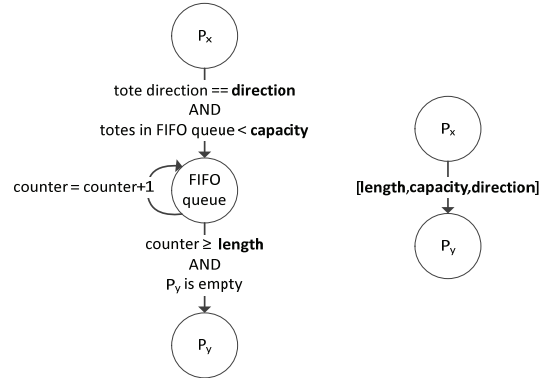 Px
tote direction == direction
AND
totes in FIFO queue < capacity
counter = counter+1
FIFO
queue
counter ≥ length
AND
Py is empty
Py
Px
[length,capacity,direction]
Py